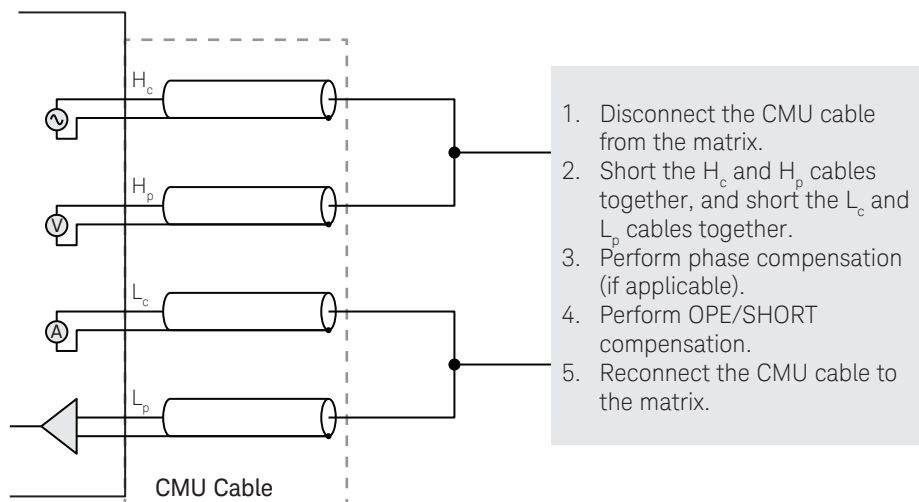 H_c
H_p
V
L_c
A
L_p
CMU Cable
1. Disconnect the CMU cable
from the matrix.
2. Short the H_c and H_p cables
together, and short the L_c and
L_p cables together.
3. Perform phase compensation
(if applicable).
4. Perform OPE/SHORT
compensation.
5. Reconnect the CMU cable to
the matrix.